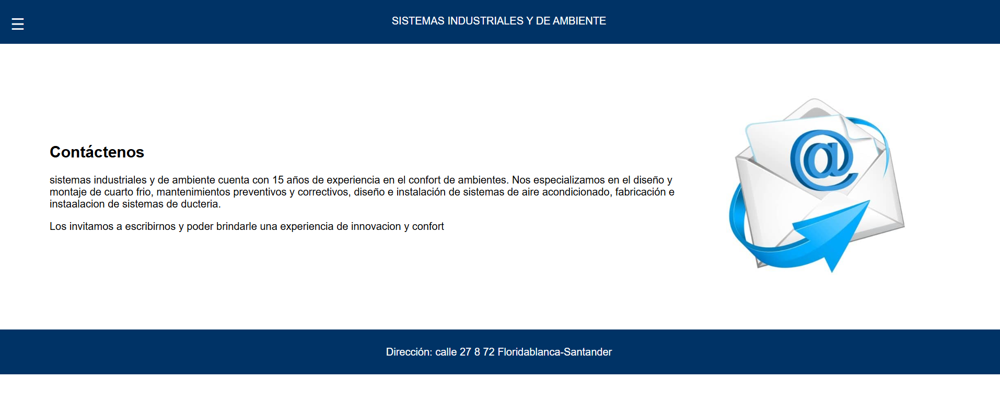 ☰
SISTEMAS INDUSTRIALES Y DE AMBIENTE
Contáctenos
sistemas industriales y de ambiente cuenta con 15 años de experiencia en el confort de ambientes. Nos especializamos en el diseño y
montaje de cuarto frio, mantenimientos preventivos y correctivos, diseño e instalación de sistemas de aire acondicionado, fabricación e
instaalacion de sistemas de ducteria.
Los invitamos a escribirnos y poder brindarle una experiencia de innovacion y confort
@
Dirección: calle 27 8 72 Floridablanca-Santander